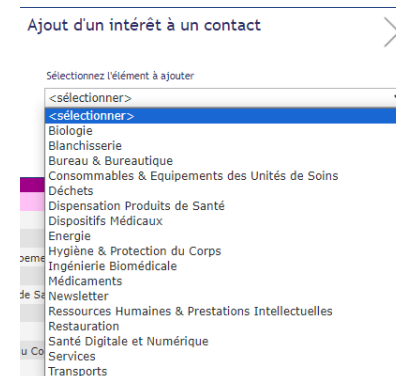 Ajout d'un intérêt à un contact
Sélectionnez l'élément à ajouter
<sélectionner>
<sélectionner>
Biologie
Blanchisserie
Bureau & Bureautique
Consommables & Equipements des Unités de Soins
Déchets
Dispensation Produits de Santé
Dispositifs Médicaux
Energie
Hygiène & Protection du Corps
Ingénierie Biomédicale
Médicaments
Newsletter
Ressources Humaines & Prestations Intellectuelles
Restauration
Santé Digitale et Numérique
Services
Transports